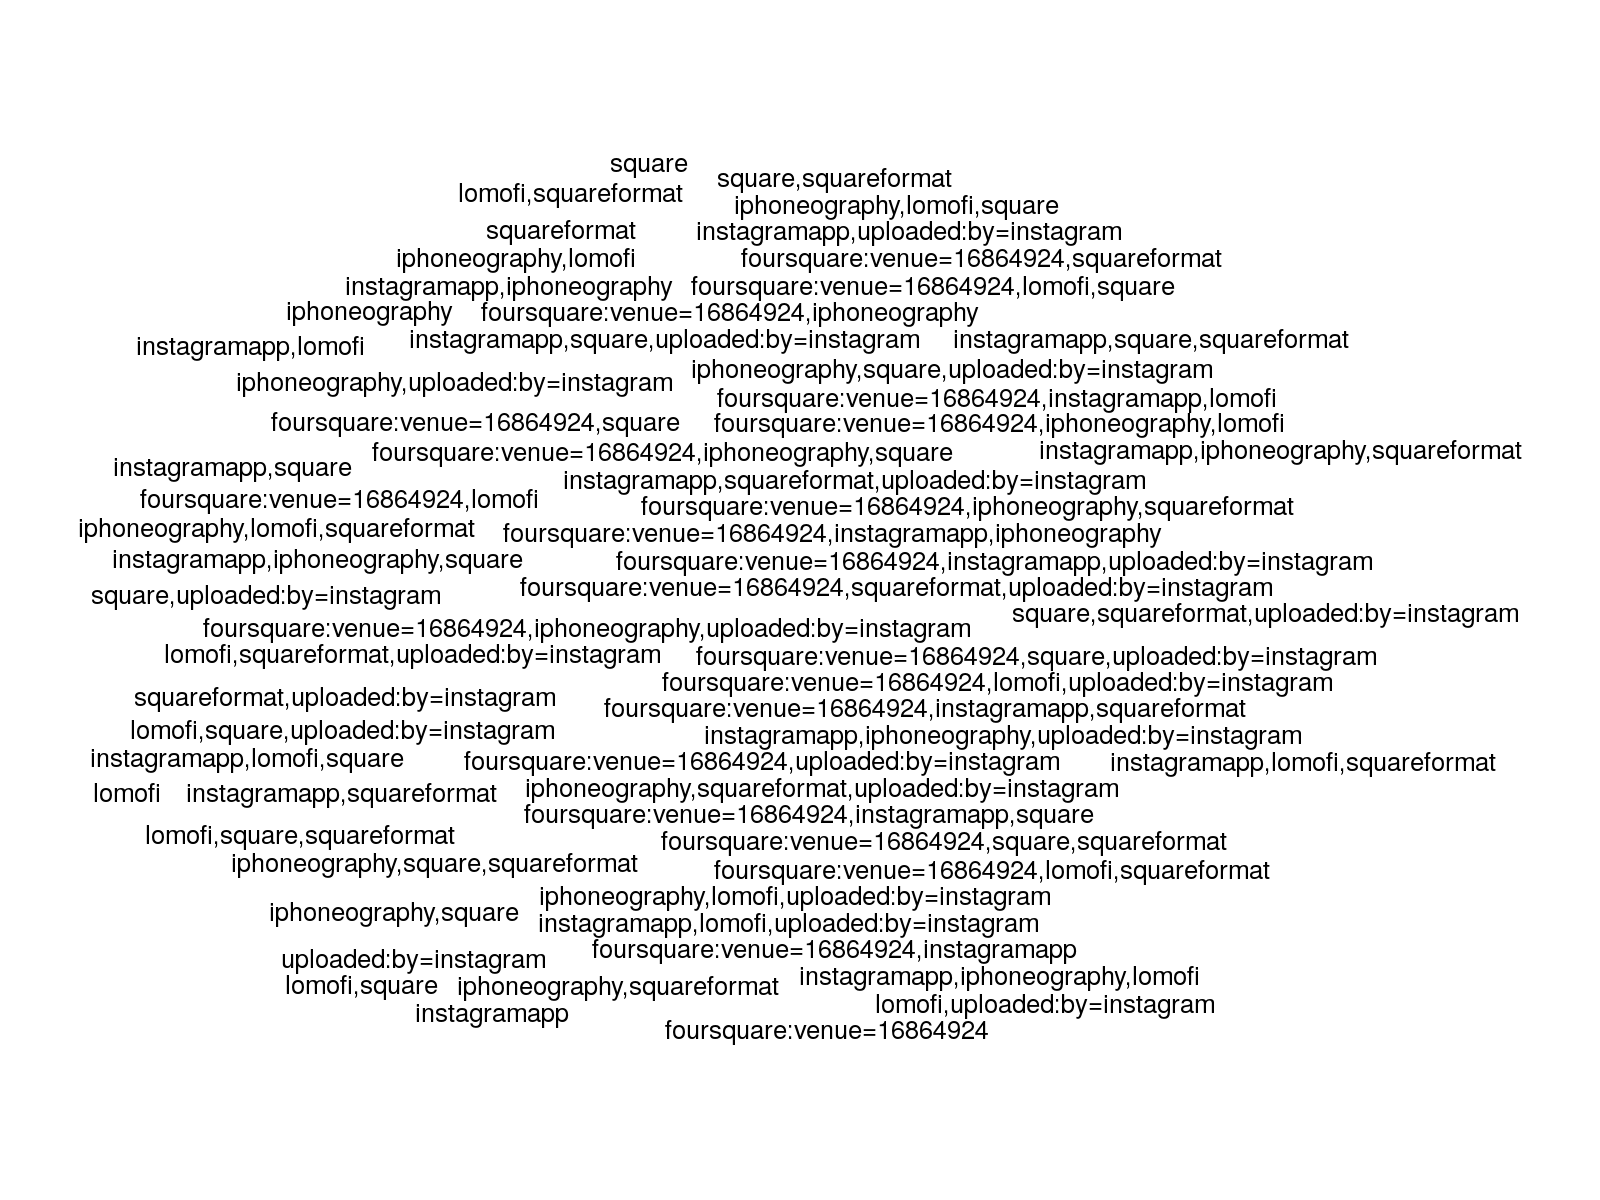 square
square,squareformat
lomofi,squareformat
iphoneography,lomofi,square
squareformat
instagramapp,uploaded:by=instagram
iphoneography,lomofi
foursquare:venue=16864924,squareformat
instagramapp,iphoneography
foursquare:venue=16864924,lomofi,square
iphoneography
foursquare:venue=16864924,iphoneography
instagramapp,lomofi
instagramapp,square,uploaded:by=instagram
instagramapp,square,squareformat
iphoneography,uploaded:by=instagram
iphoneography,square,uploaded:by=instagram
foursquare:venue=16864924,instagramapp,lomofi
foursquare:venue=16864924,square
foursquare:venue=16864924,iphoneography,lomofi
foursquare:venue=16864924,iphoneography,square
instagramapp,iphoneography,squareformat
instagramapp,square
instagramapp,squareformat,uploaded:by=instagram
foursquare:venue=16864924,lomofi
foursquare:venue=16864924,iphoneography,squareformat
iphoneography,lomofi,squareformat
foursquare:venue=16864924,instagramapp,iphoneography
instagramapp,iphoneography,square
foursquare:venue=16864924,instagramapp,uploaded:by=instagram
square,uploaded:by=instagram
foursquare:venue=16864924,squareformat,uploaded:by=instagram
square,squareformat,uploaded:by=instagram
foursquare:venue=16864924,iphoneography,uploaded:by=instagram
lomofi,squareformat,uploaded:by=instagram
foursquare:venue=16864924,square,uploaded:by=instagram
foursquare:venue=16864924,lomofi,uploaded:by=instagram
squareformat,uploaded:by=instagram
foursquare:venue=16864924,instagramapp,squareformat
lomofi,square,uploaded:by=instagram
instagramapp,iphoneography,uploaded:by=instagram
instagramapp,lomofi,square
foursquare:venue=16864924,uploaded:by=instagram
instagramapp,lomofi,squareformat
lomofi
instagramapp,squareformat
iphoneography,squareformat,uploaded:by=instagram
foursquare:venue=16864924,instagramapp,square
lomofi,square,squareformat
foursquare:venue=16864924,square,squareformat
iphoneography,square,squareformat
foursquare:venue=16864924,lomofi,squareformat
iphoneography,lomofi,uploaded:by=instagram
iphoneography,square
instagramapp,lomofi,uploaded:by=instagram
foursquare:venue=16864924,instagramapp
uploaded:by=instagram
instagramapp,iphoneography,lomofi
lomofi,square
iphoneography,squareformat
lomofi,uploaded:by=instagram
instagramapp
foursquare:venue=16864924